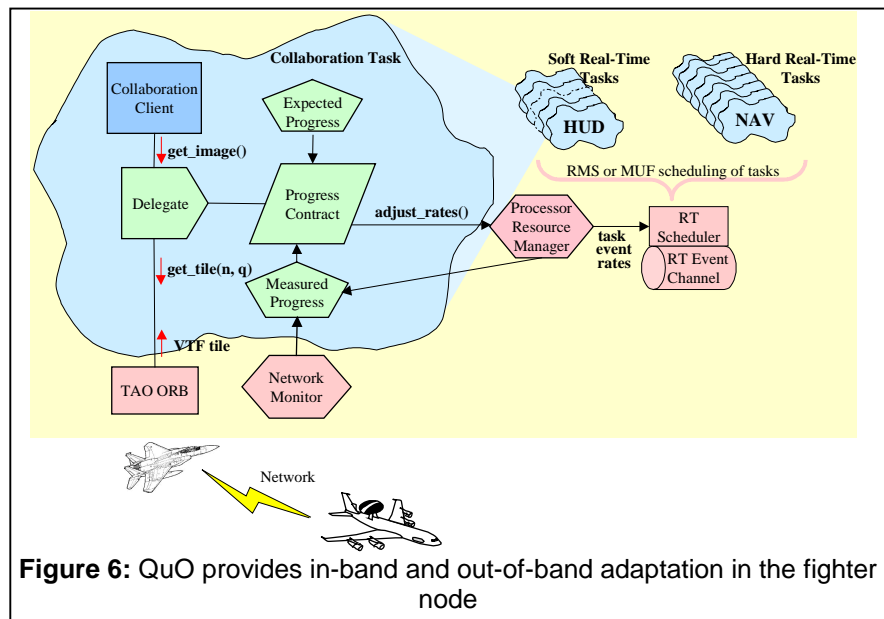 Collaboration Task
Soft Real-Time
Tasks
Hard Real-Time
Tasks
Collaboration
Client
Expected
Progress
HUD
NAV
get_image()
RMS or MUF scheduling of tasks
Delegate
Progress
Contract
adjust_rates()
Processor
Resource
Manager
task
event
rates
RT
Scheduler
RT Event
Channel
get_tile(n, q)
Measured
Progress
VTF tile
TAO ORB
Network
Monitor
Network
Figure 6: QuO provides in-band and out-of-band adaptation in the fighter
node